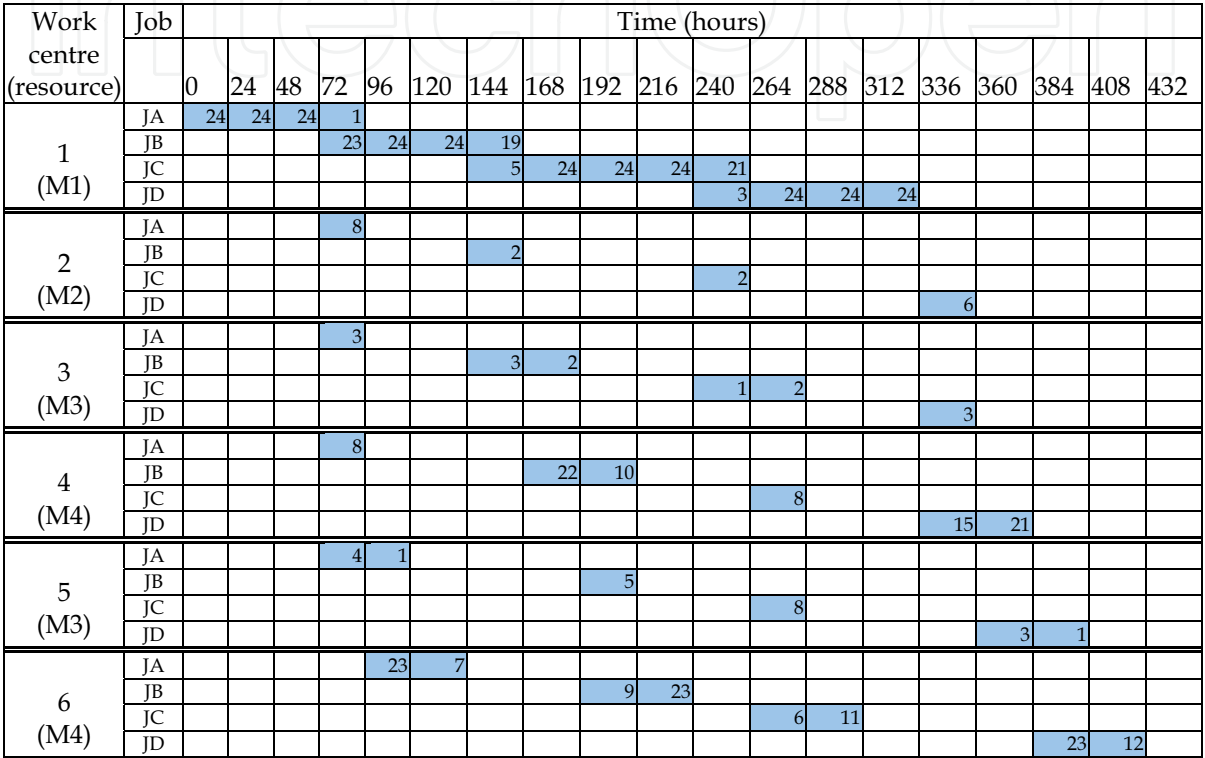 Work Job Time (hours)
centre
(resource) 0 24 48 72 96 120 144 168 192 216 240 264 288 312 336 360 384 408 432
JA 24 24 24 1
1 JB 23 24 24 19
(M1) JC 5 24 24 24 21
JD 3 24 24 24
JA 8
2 JB 2
(M2) JC 2
JD 6
JA 3
3 JB 3 2
(M3) JC 1 2
JD 3
JA 8
4 JB 22 10
(M4) JC 8
JD 15 21
JA 4 1
5 JB 5
(M3) JC 8
JD 3 1
JA 23 7
6 JB 9 23
(M4) JC 6 11
JD 23 12